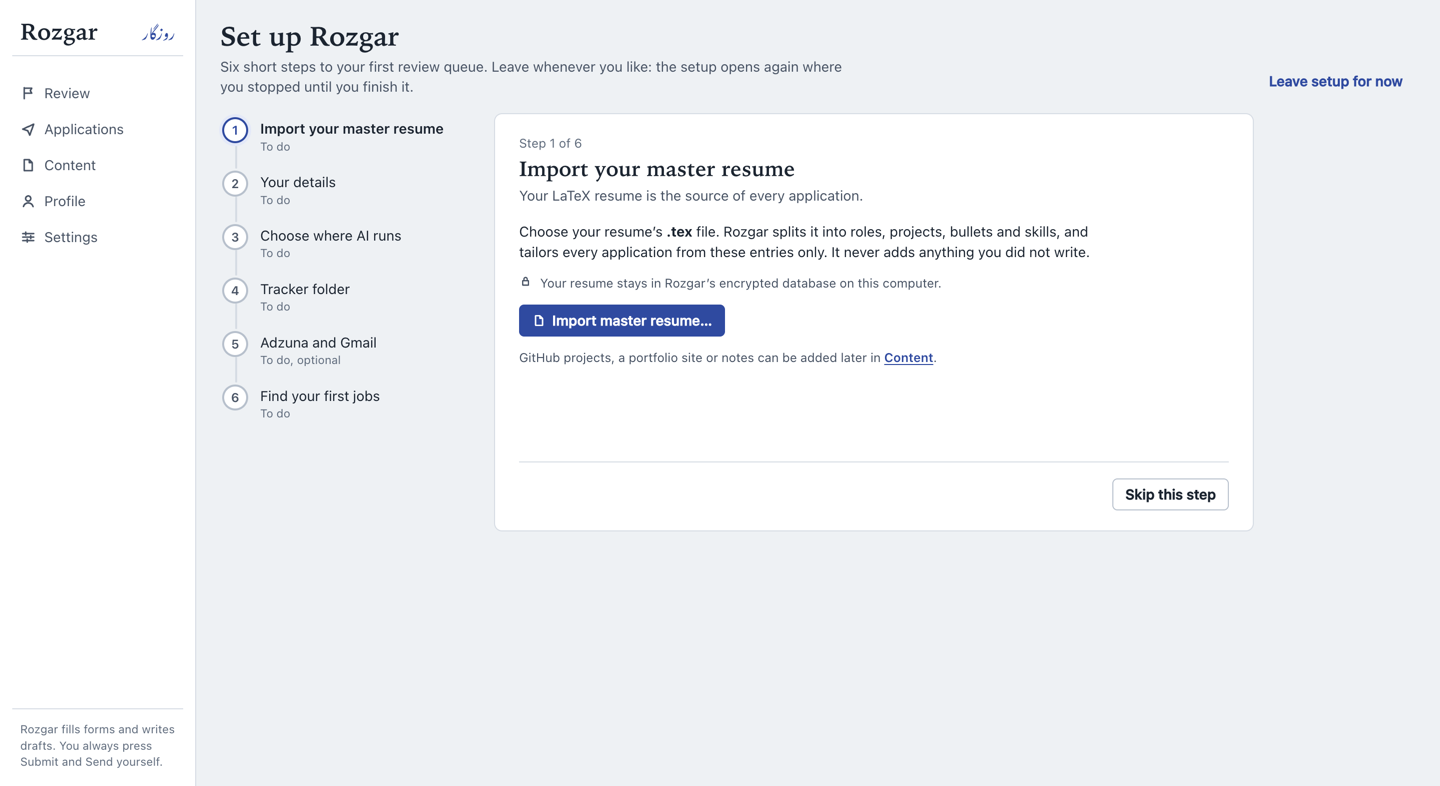 Rozgar
روزگار
Review
Applications
Content
Profile
Settings
Rozgar fills forms and writes
drafts. You always press
Submit and Send yourself.
Set up Rozgar
Six short steps to your first review queue. Leave whenever you like: the setup opens again where
you stopped until you finish it.
Leave setup for now
1
Import your master resume
To do
2
Your details
To do
3
Choose where AI runs
To do
4
Tracker folder
To do
5
Adzuna and Gmail
To do, optional
6
Find your first jobs
To do
Step 1 of 6
Import your master resume
Your LaTeX resume is the source of every application.
Choose your resume’s .tex file. Rozgar splits it into roles, projects, bullets and skills, and
tailors every application from these entries only. It never adds anything you did not write.
Your resume stays in Rozgar’s encrypted database on this computer.
Import master resume...
GitHub projects, a portfolio site or notes can be added later in Content.
Skip this step